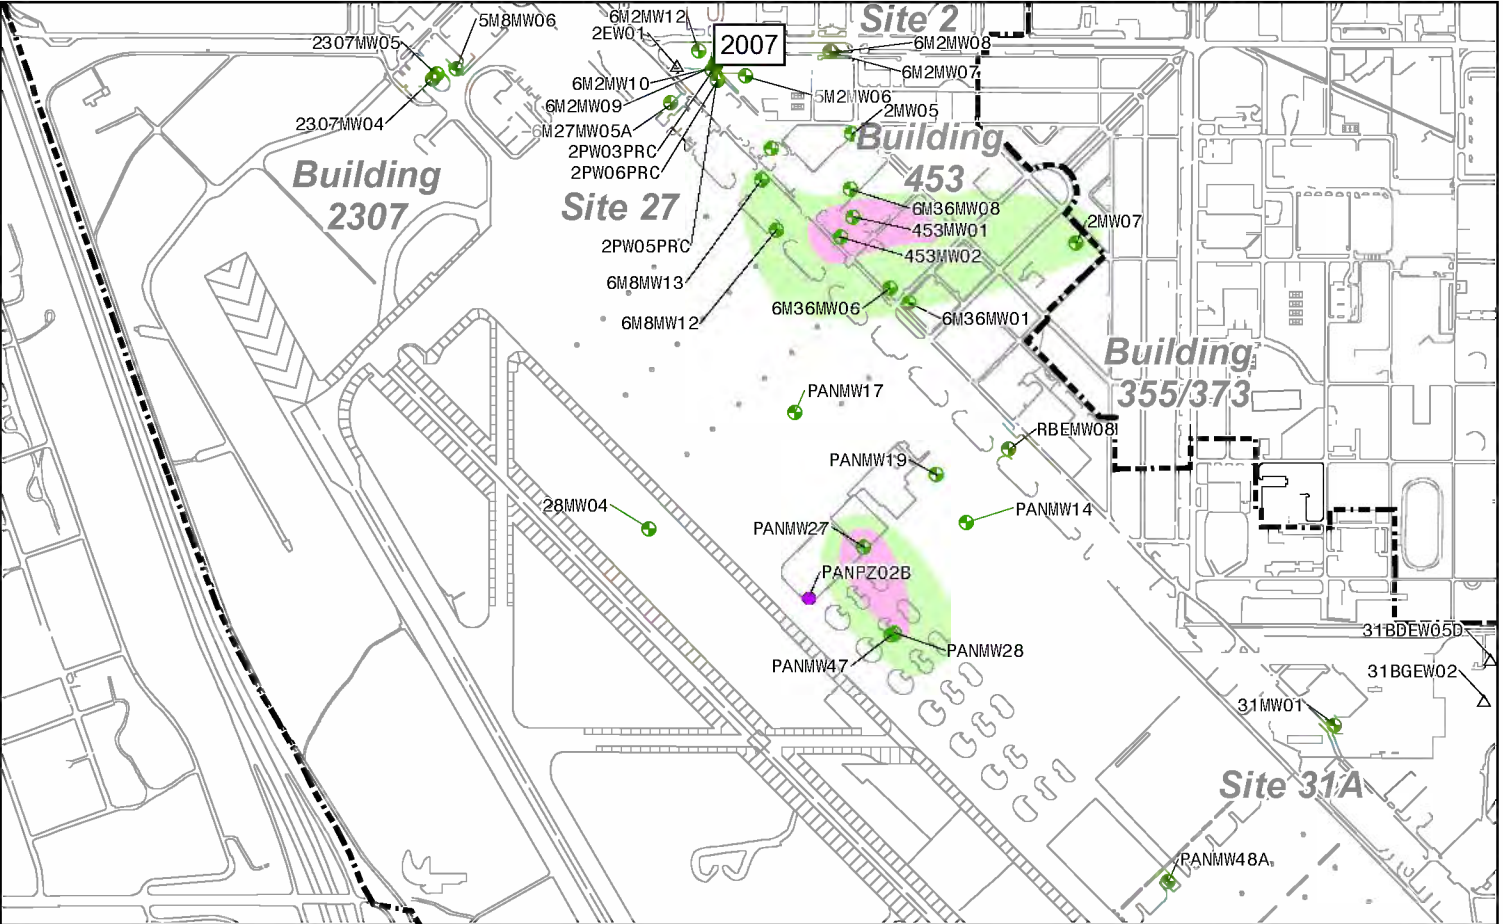 5M8MW06
6M2MW12
Site 2
2EW01
2307MW05
2007
6M2MW08
6M2MW07
6M2MW10
5M2MW06
6M2MW09
2MW05
2307MW04
6M27MW05A
Building
453
2PW03PRC
2PW06PRC
Building
2307
Site 27
6M36MW08
2MW07
453MW01
2PW05PRC
453MW02
6M8MW13
6M36MW06
6M36MW01
6M8MW12
Building
355/373
PANMW17
RBEMW08
PANMW19
28MW04
PANMW14
PANMW27
PANPZ02B
31BDEW05D
PANMW28
PANMW47
31BGEW02
31MW01
Site 31A
PANMW48A